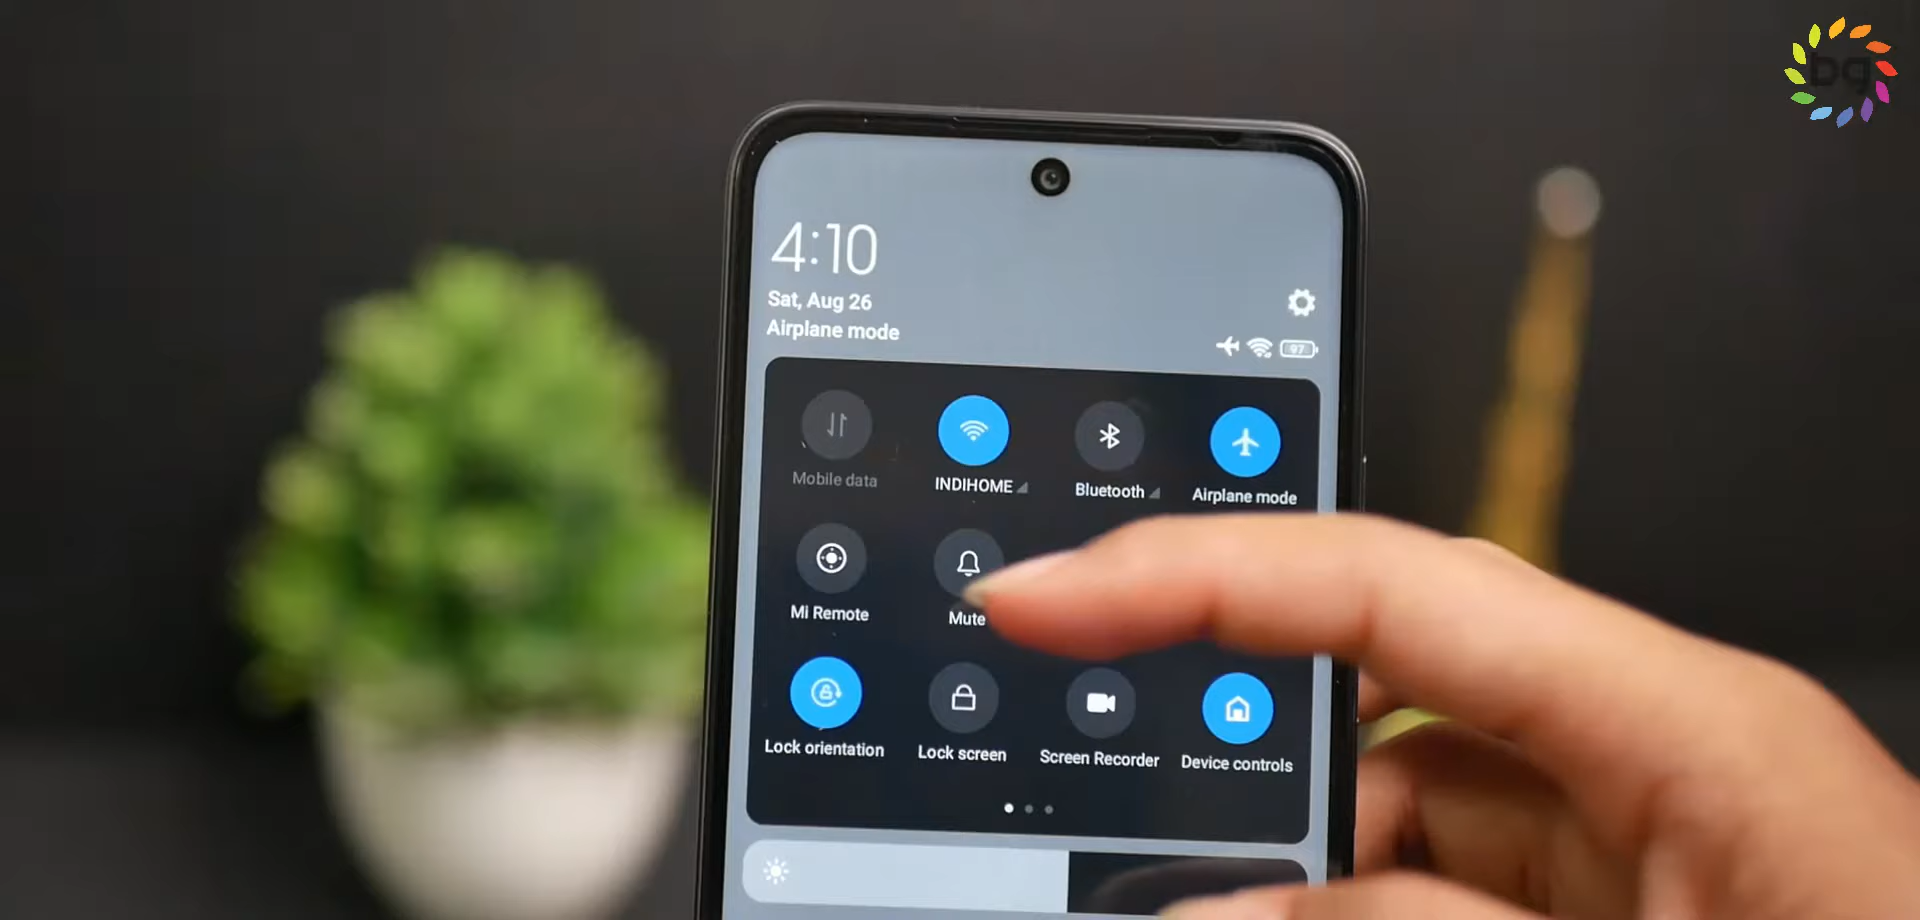 bg
4:10
Sat, Aug 26
Airplane mode
97
Mobile data
INDIHOME
Bluetooth
Airplane mode
Mi Remote
Mute
Lock orientation
Lock screen
Screen Recorder
Device controls